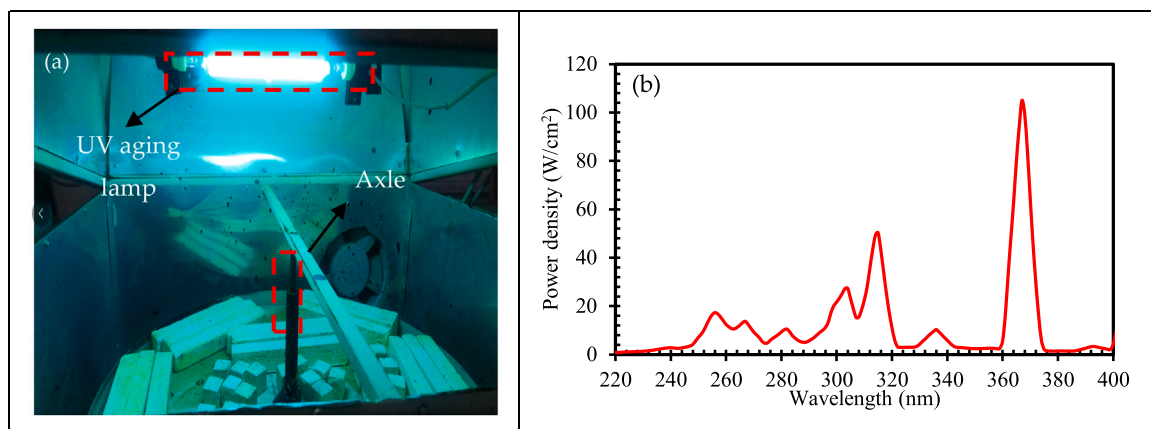 (a)
UV aging
lamp
Axle
(b)
Power density (W/cm²)
120
100
80
60
40
20
0
220 240 260 280 300 320 340 360 380 400
Wavelength (nm)